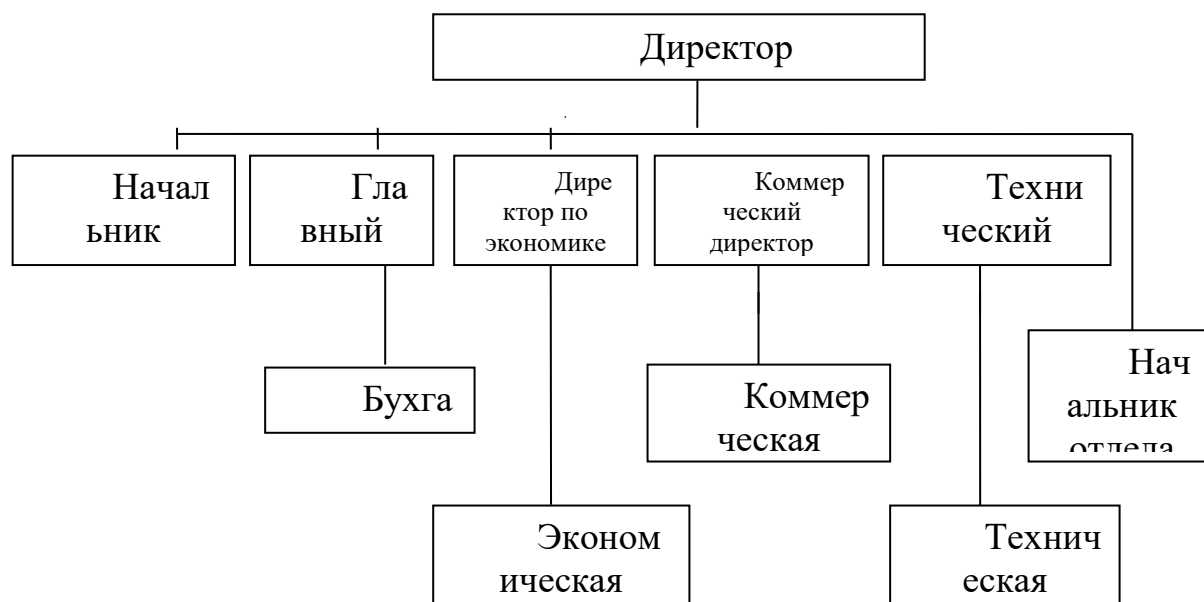 Директор
Начал
ьник
Гла
вный
Дире
ктор по
экономике
Коммер
ческий
директор
Техни
ческий
Бухга
Коммер
ческая
Нач
альник
отдела
Эконом
ическая
Технич
еская